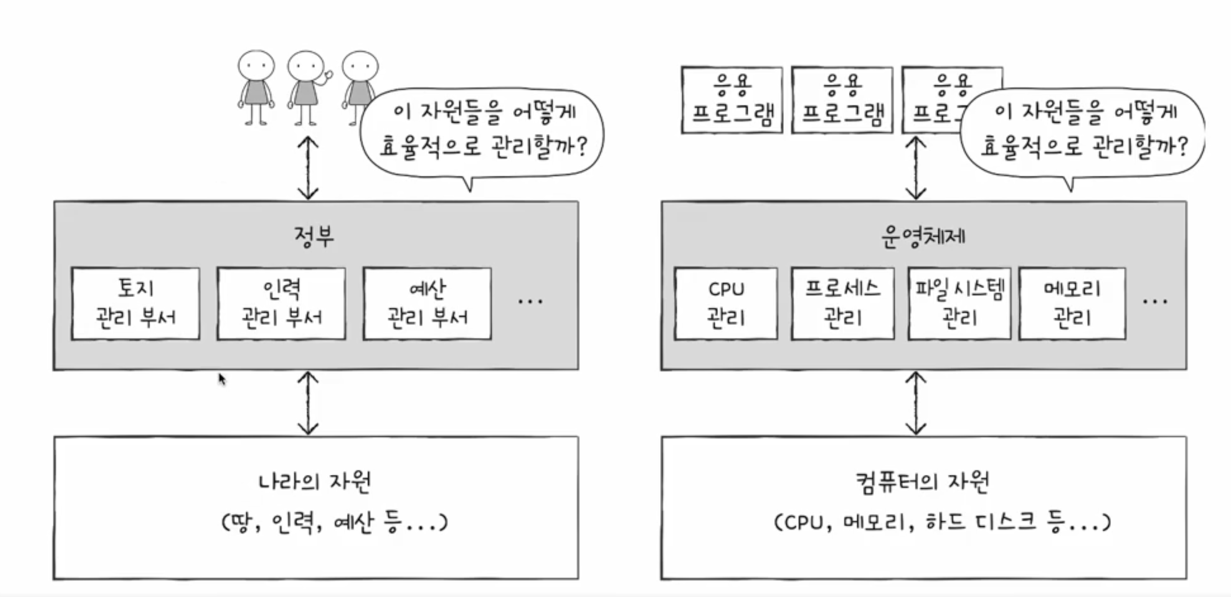 이 자원들을 어떻게
효율적으로 관리할까?
정부
토지
관리 부서
인력
관리 부서
예산
관리 부서
...
나라의 자원
(땅, 인력, 예산 등...)
응용
프로그램
응용
프로그램
응용
프로그
이 자원들을 어떻게
효율적으로 관리할까?
운영체제
CPU
관리
프로세스
관리
파일 시스템
관리
메모리
관리
...
컴퓨터의 자원
(CPU, 메모리, 하드 디스크 등...)